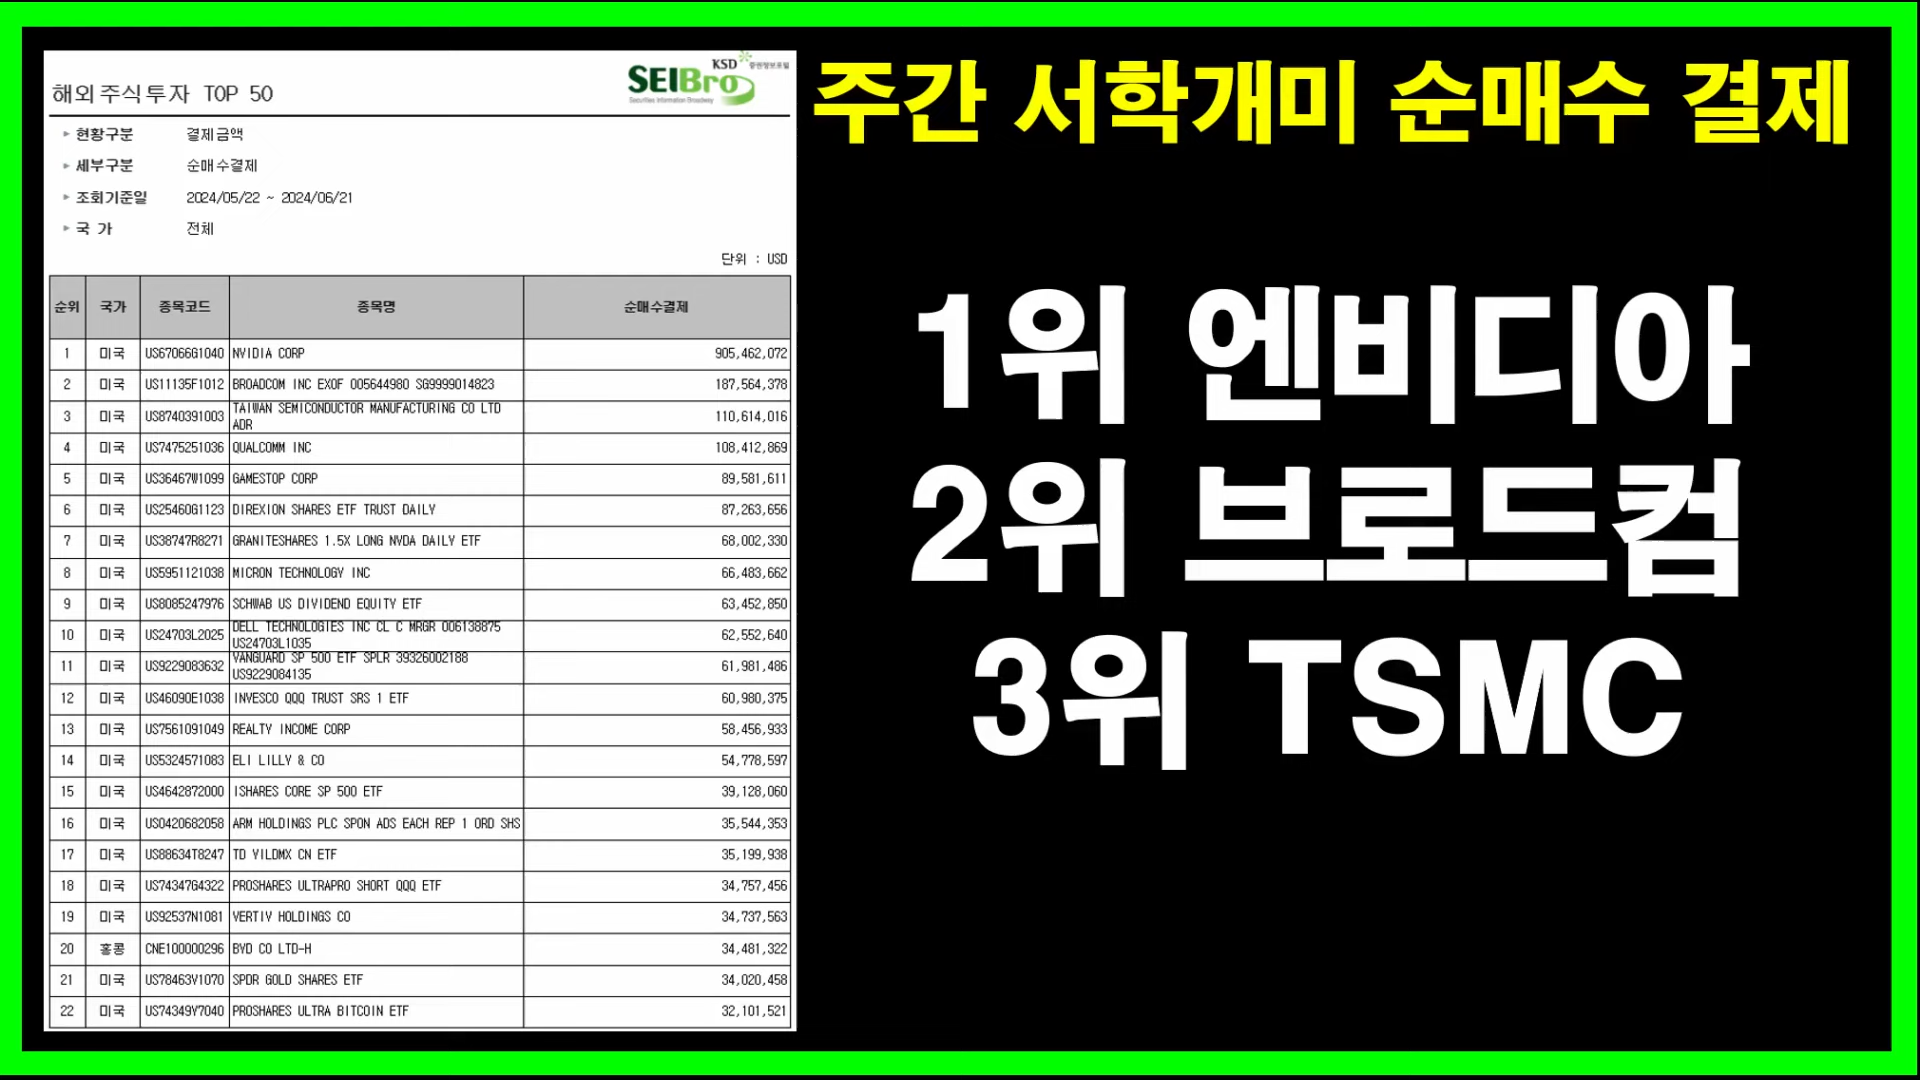 해외주식투자 TOP 50
KSD 증권정보포털
SEIBro
Securities Information Broadway
현황구분 결제금액
세부구분 순매수결제
조회기준일 2024/05/22 ~ 2024/06/21
국 가 전체
단위 : USD
순위 국가 종목코드 종목명 순매수결제
1 미국 US67066G1040 NVIDIA CORP 905,462,072
2 미국 US11135F1012 BROADCOM INC EXOF 005644980 SG9999014823 187,564,378
3 미국 US8740391003 TAIWAN SEMICONDUCTOR MANUFACTURING CO LTD 110,614,016
ADR
4 미국 US7475251036 QUALCOMM INC 108,412,869
5 미국 US36467W1099 GAMESTOP CORP 89,581,611
6 미국 US25460G1123 DIREXION SHARES ETF TRUST DAILY 87,263,656
7 미국 US38747R8271 GRANITESHARES 1.5X LONG NVDA DAILY ETF 68,002,330
8 미국 US5951121038 MICRON TECHNOLOGY INC 66,483,662
9 미국 US8085247976 SCHWAB US DIVIDEND EQUITY ETF 63,452,850
10 미국 US24703L2025 DELL TECHNOLOGIES INC CL C MRGR 006138875 62,552,640
US24703L1035
11 미국 US9229083632 VANGUARD SP 500 ETF SPLR 39326002188 61,981,486
US9229084135
12 미국 US46090E1038 INVESCO QQQ TRUST SRS 1 ETF 60,980,375
13 미국 US7561091049 REALTY INCOME CORP 58,456,933
14 미국 US5324571083 ELI LILLY & CO 54,778,597
15 미국 US4642872000 ISHARES CORE SP 500 ETF 39,128,060
16 미국 US0420682058 ARM HOLDINGS PLC SPON ADS EACH REP 1 ORD SHS 35,544,353
17 미국 US88634T8247 TD YILDMX CN ETF 35,199,938
18 미국 US74347G4322 PROSHARES ULTRAPRO SHORT QQQ ETF 34,757,456
19 미국 US92537N1081 VERTIV HOLDINGS CO 34,737,563
20 홍콩 CNE100000296 BYD CO LTD-H 34,481,322
21 미국 US78463V1070 SPDR GOLD SHARES ETF 34,020,458
22 미국 US74349Y7040 PROSHARES ULTRA BITCOIN ETF 32,101,521
주간 서학개미 순매수 결제
1위 엔비디아
2위 브로드컴
3위 TSMC